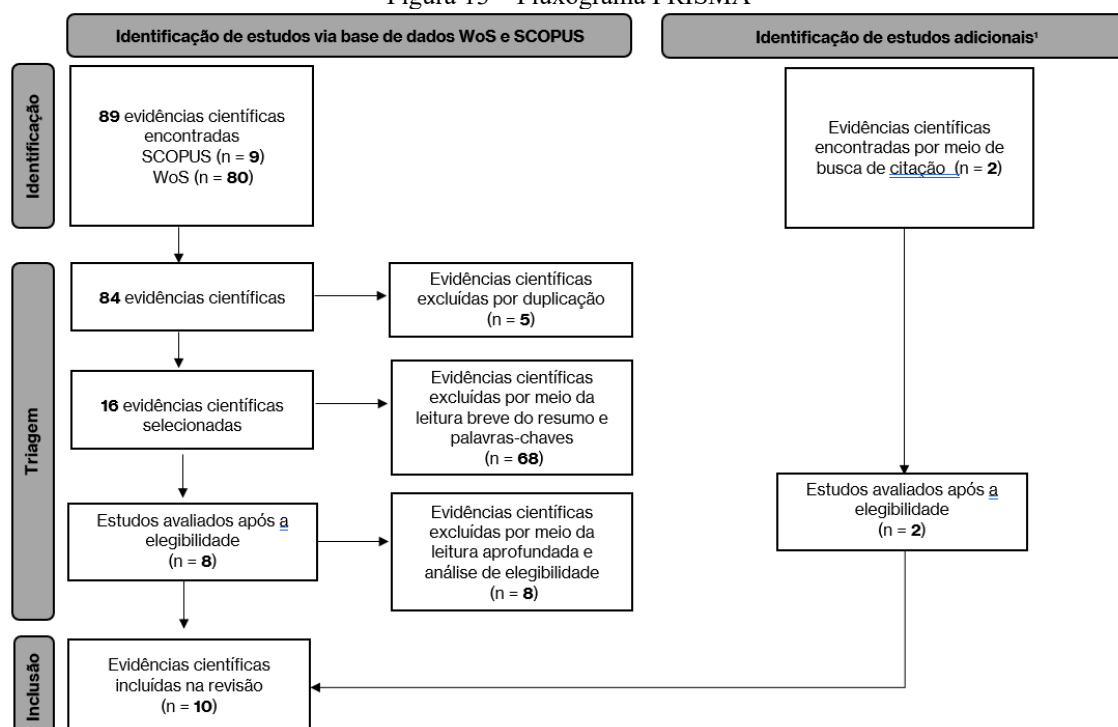 Figura 15 – Fluxograma PRISMA
Identificação de estudos via base de dados WoS e SCOPUS
Identificação de estudos adicionais¹
Identificação
89 evidências científicas
encontradas
SCOPUS (n = 9)
WoS (n = 80)
Evidências científicas
encontradas por meio de
busca de citação (n = 2)
Triagem
84 evidências científicas
Evidências científicas
excluídas por duplicação
(n = 5)
16 evidências científicas
selecionadas
Evidências científicas
excluídas por meio da
leitura breve do resumo e
palavras-chaves
(n = 68)
Estudos avaliados após a
elegibilidade
(n = 8)
Evidências científicas
excluídas por meio da
leitura aprofundada e
análise de elegibilidade
(n = 8)
Estudos avaliados após a
elegibilidade
(n = 2)
Inclusão
Evidências científicas
incluídas na revisão
(n = 10)